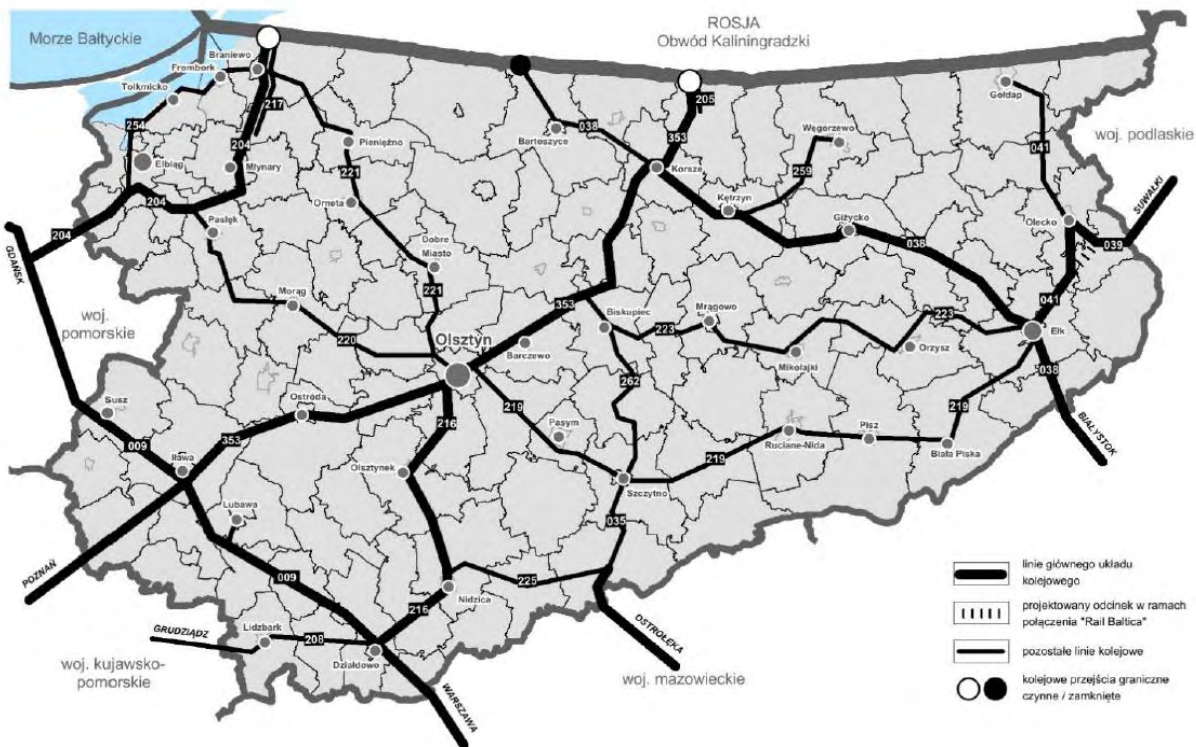 Morze Bałtyckie
ROSJA
Obwód Kaliningradzki
Braniewo
Frombork
Tolkmicko
217
205
Gołdap
254
204
Pieniężno
Bartoszyce
038
353
Węgorzewo
woj. podlaskie
Elbląg
Młynary
221
Korsze
259
041
204
Orneta
Kętrzyn
SUWAŁKI
Pasłęk
Giżycko
Olecko
204
GDAŃSK
Dobre
Miasto
038
039
221
041
Morąg
353
Biskupiec
Mrągowo
223
223
woj.
pomorskie
220
Olsztyn
Barczewo
Mikołajki
Orzysz
Ełk
262
038
Susz
Ostróda
219
219
216
Pasym
Pisz
BIAŁYSTOK
009
353
Ruciane-Nida
Biała Piska
Iława
Olsztynek
219
Szczytno
Lubawa
035
POZNAŃ
009
225
Nidzica
216
GRUDZIĄDZ
Lidzbark
208
Działdowo
OSTROŁĘKA
WARSZAWA
woj. kujawsko-
pomorskie
woj. mazowieckie
linie głównego układu
kolejowego
projektowany odcinek w ramach
połączenia "Rail Baltica"
pozostałe linie kolejowe
kolejowe przejścia graniczne
czynne / zamknięte